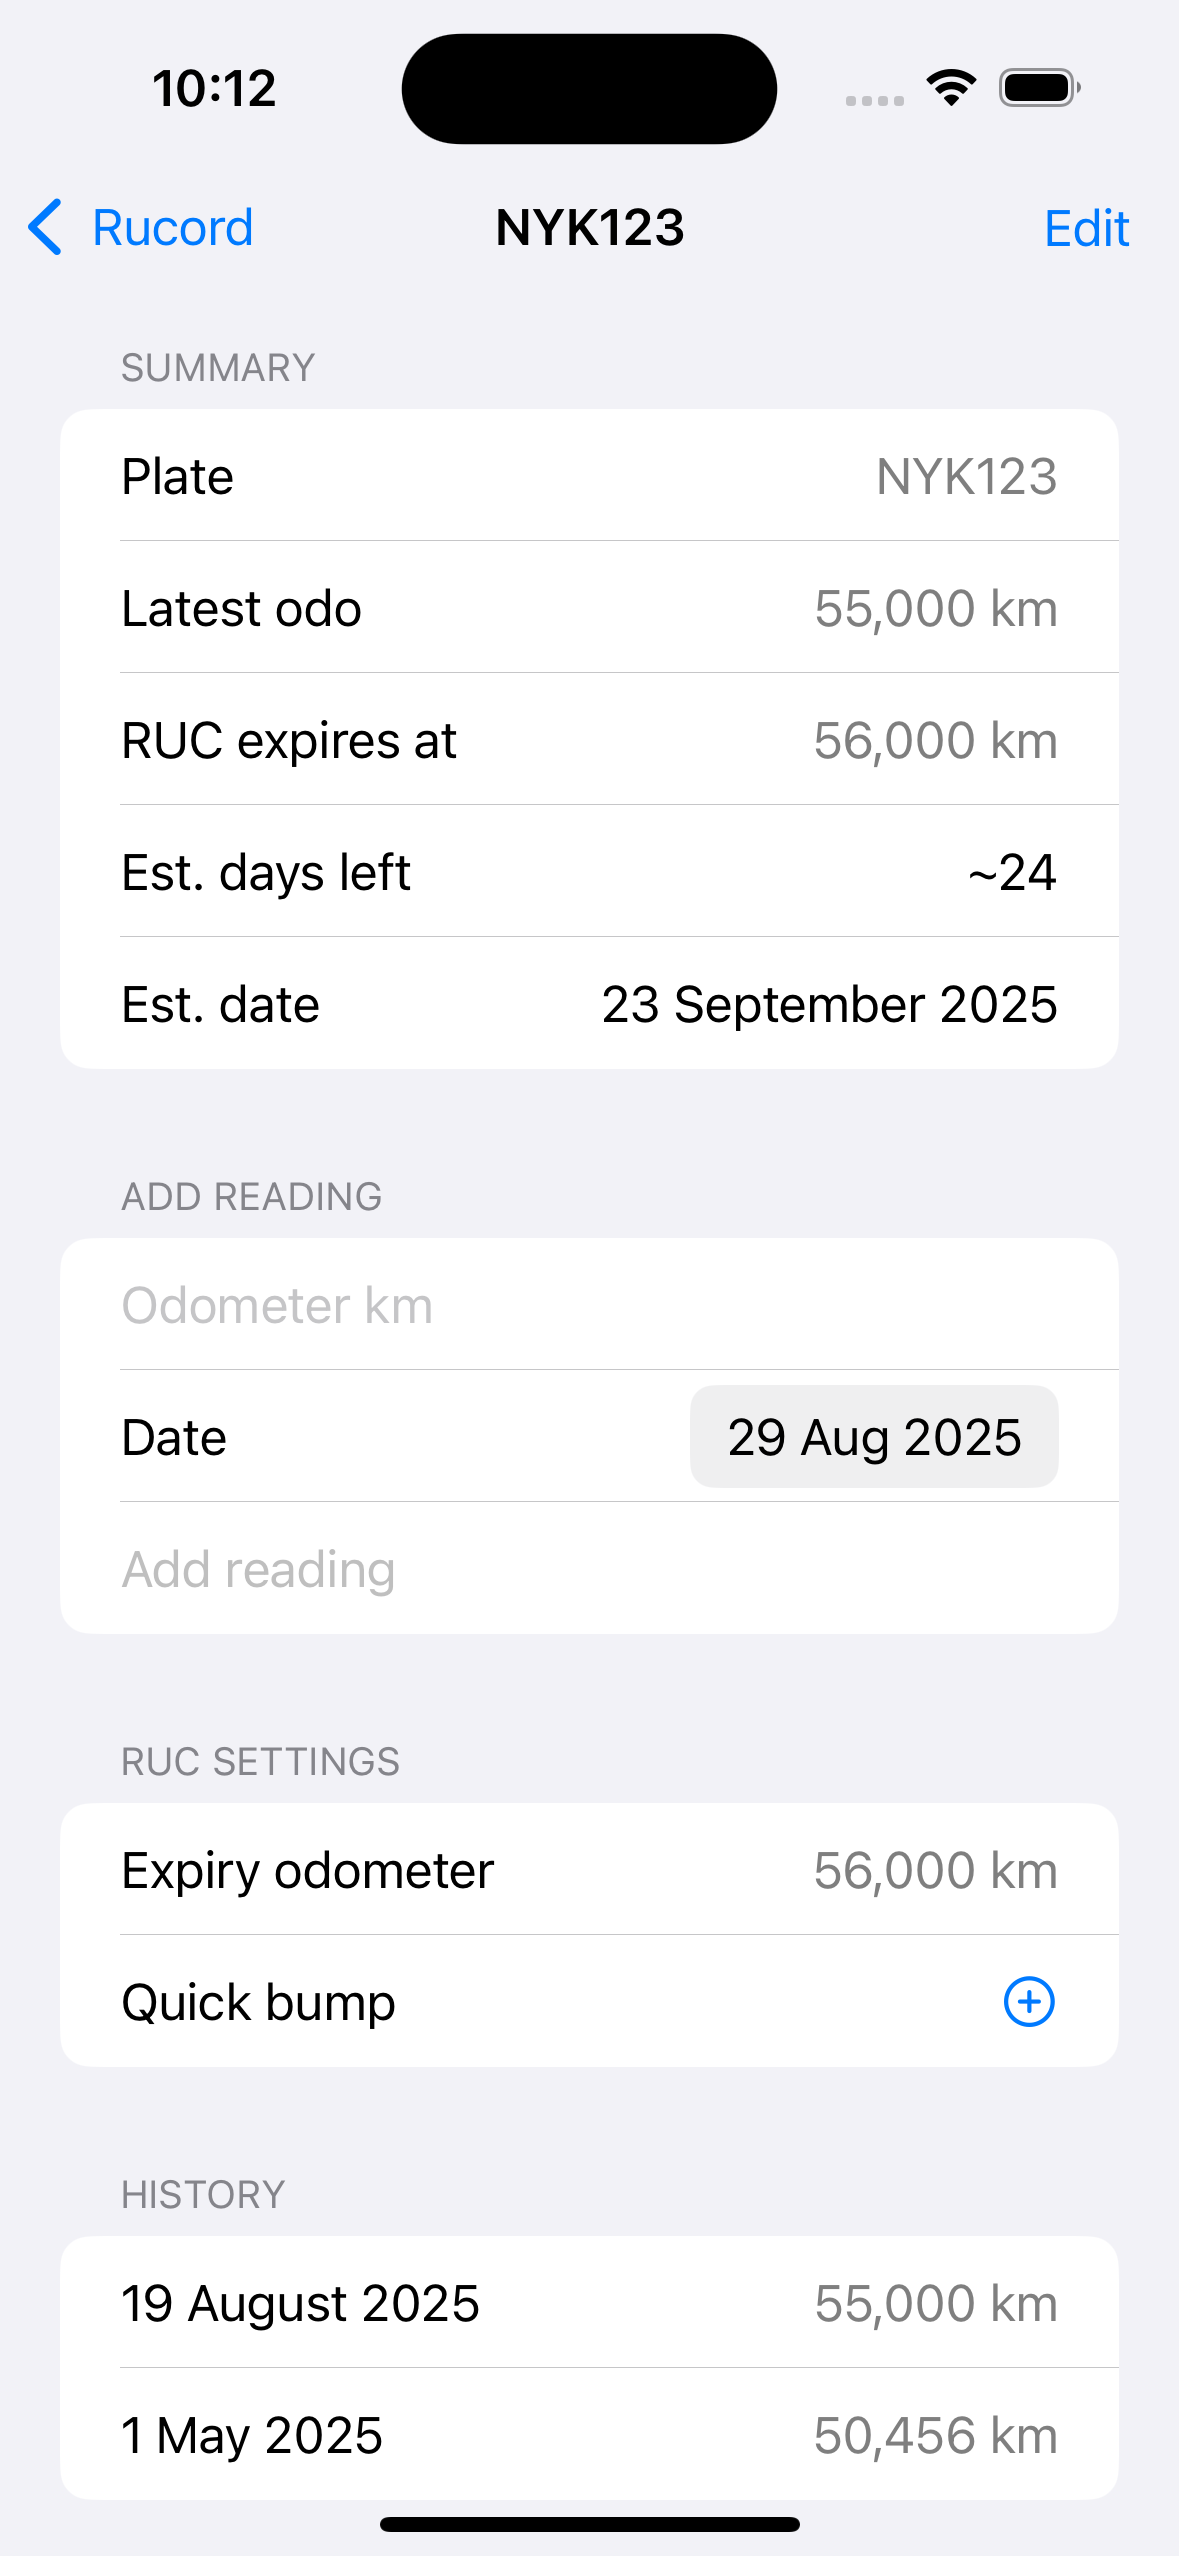 10:12
Rucord
NYK123
Edit
SUMMARY
Plate NYK123
Latest odo 55,000 km
RUC expires at 56,000 km
Est. days left ~24
Est. date 23 September 2025
ADD READING
Odometer km
Date 29 Aug 2025
Add reading
RUC SETTINGS
Expiry odometer 56,000 km
Quick bump
HISTORY
19 August 2025 55,000 km
1 May 2025 50,456 km